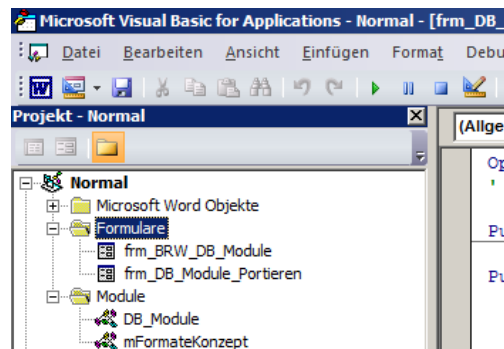 Microsoft Visual Basic for Applications - Normal - [frm_DB_
Datei Bearbeiten Ansicht Einfügen Format Debu
Projekt - Normal
(Allge
Normal
Microsoft Word Objekte
Formulare
frm_BRW_DB_Module
frm_DB_Module_Portieren
Module
DB_Module
mFormateKonzept
Op
'
Pu
Pu